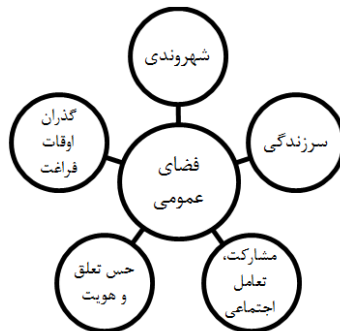 شهروندی
سرزندگی
مشارکت،
تعامل
اجتماعی
حس تعلق
و هویت
گذران
اوقات
فراغت
فضای
عمومی